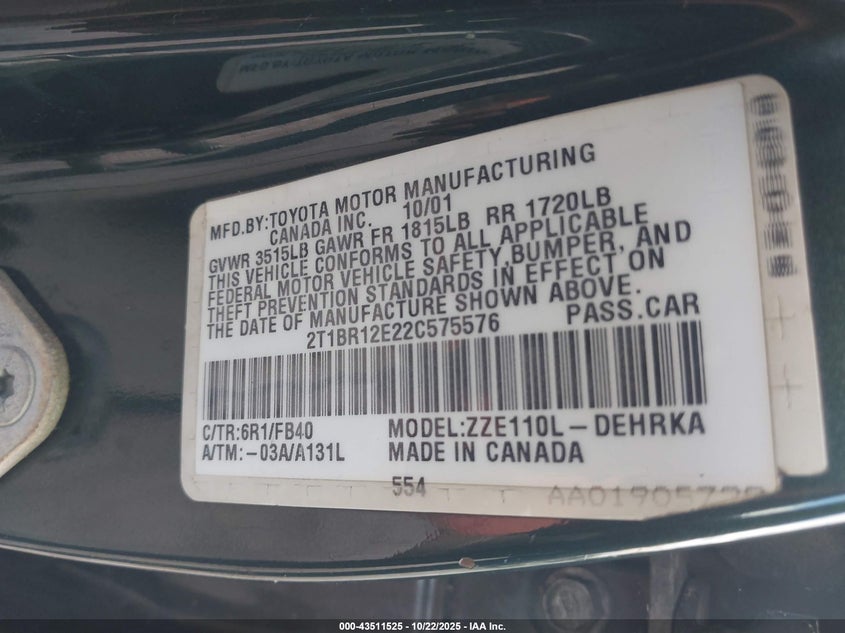 MFD.BY:TOYOTA MOTOR MANUFACTURING
CANADA INC. 10/01
GVWR 3515LB GAWR FR 1815LB RR 1720LB
THIS VEHICLE CONFORMS TO ALL APPLICABLE
FEDERAL MOTOR VEHICLE SAFETY,BUMPER, AND
THEFT PREVENTION STANDARDS IN EFFECT ON
THE DATE OF MANUFACTURE SHOWN ABOVE.
2T1BR12E22C575576 PASS.CAR
C/TR:6R1/FB40 MODEL:ZZE110L-DEHRKA
A/TM:-03A/A131L MADE IN CANADA
554
000-43511525 - 10/22/2025 - IAA Inc.